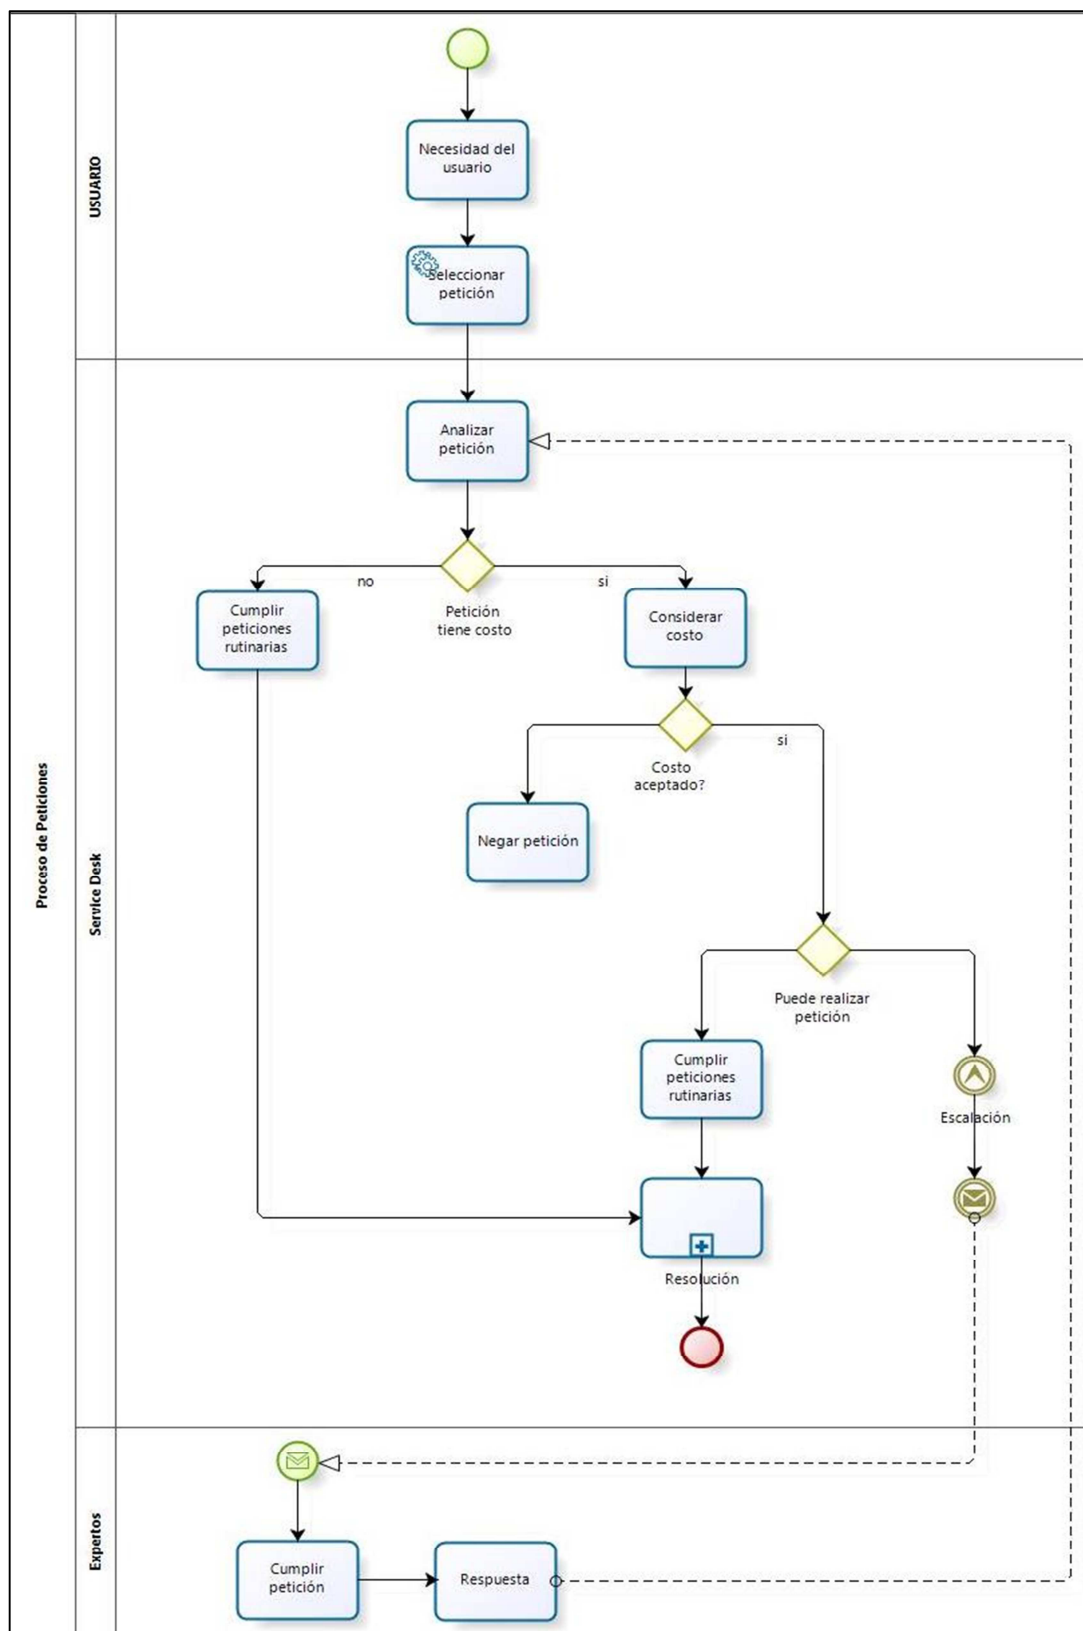 Proceso de Peticiones
USUARIO
Necesidad del
usuario
Seleccionar
petición
Service Desk
Analizar
petición
no
si
Petición
tiene costo
Cumplir
peticiones
rutinarias
Considerar
costo
si
Costo
aceptado?
Negar petición
Puede realizar
petición
Cumplir
peticiones
rutinarias
Escalación
Resolución
Expertos
Cumplir
petición
Respuesta